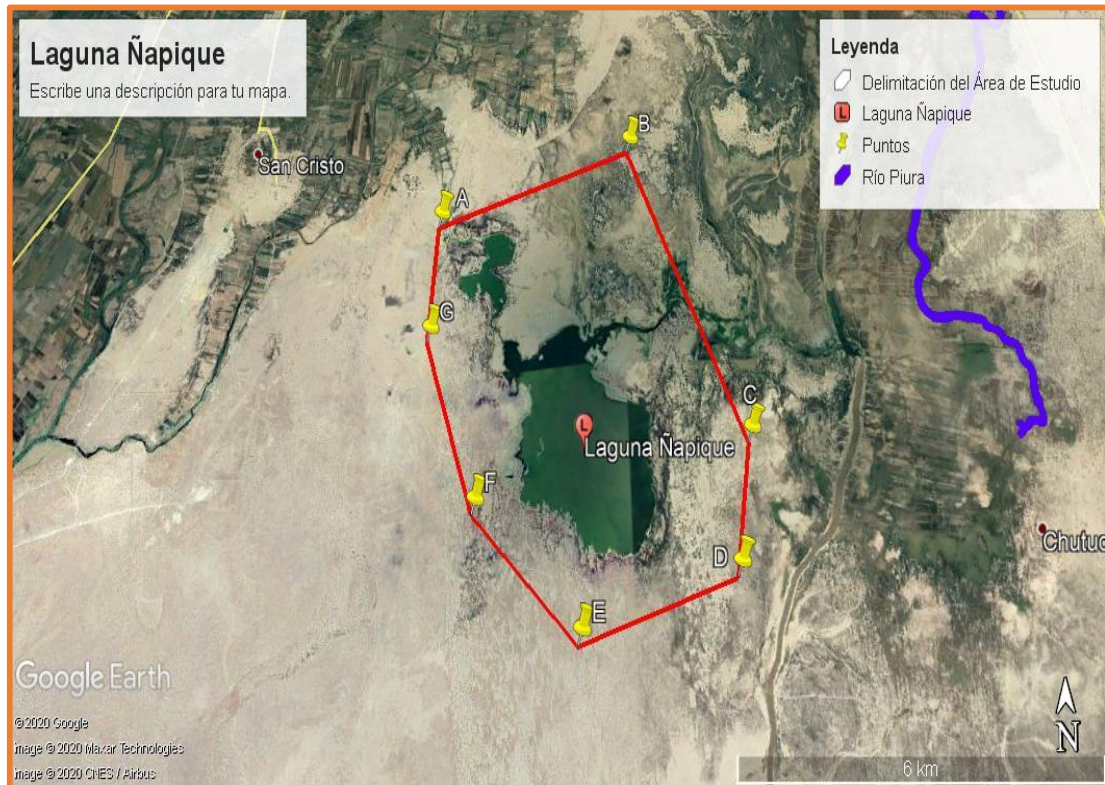 Laguna Ñapique
Escribe una descripción para tu mapa.
Leyenda
Delimitación del Área de Estudio
L
Laguna Ñapique
Puntos
Río Piura
San Cristo
B
A
G
C
L
Laguna Ñapique
F
D
Chutuq
E
Google Earth
© 2020 Google
Image © 2020 Maxar Technologies
Image © 2020 CNES / Airbus
N
6 km